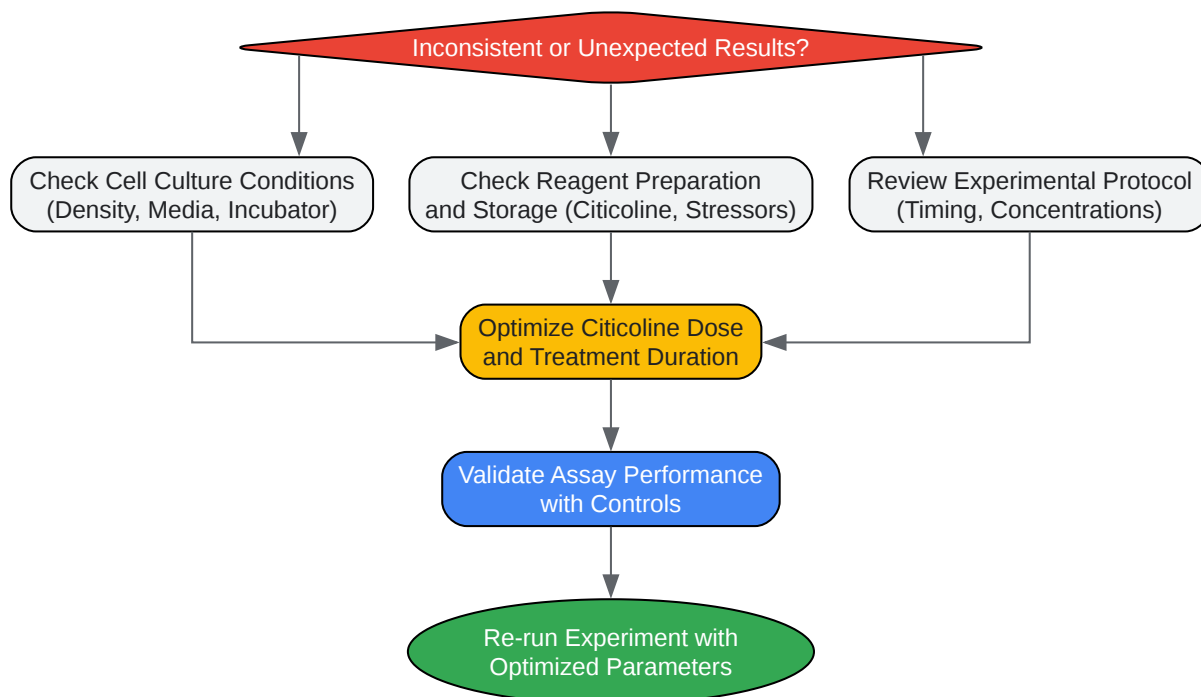 Inconsistent or Unexpected Results?
Check Cell Culture Conditions
(Density, Media, Incubator)
Check Reagent Preparation
and Storage (Citicoline, Stressors)
Review Experimental Protocol
(Timing, Concentrations)
Optimize Citicoline Dose
and Treatment Duration
Validate Assay Performance
with Controls
Re-run Experiment with
Optimized Parameters